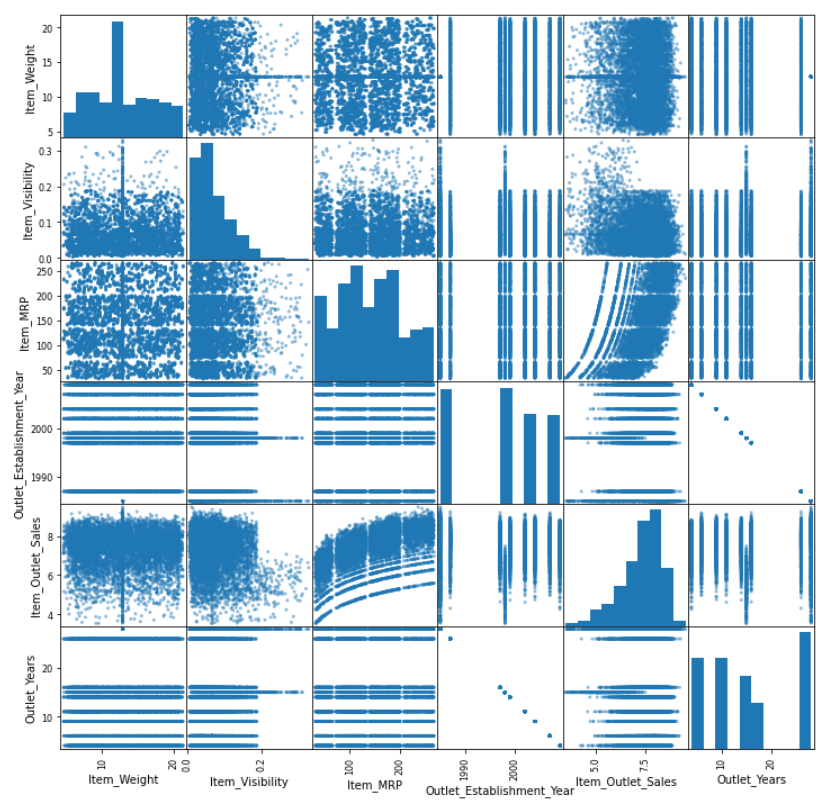 Item_Weight
20
15
10
5
Item_Visibility
0.3
0.2
0.1
0.0
Item_MRP
250
200
150
100
50
Outlet_Establishment_Year
2000
1990
Item_Outlet_Sales
8
6
4
Outlet_Years
20
10
10
20
0.0
0.2
100
200
1990
2000
5.0
7.5
10
20
Item_Weight
Item_Visibility
Item_MRP
Outlet_Establishment_Year
Item_Outlet_Sales
Outlet_Years